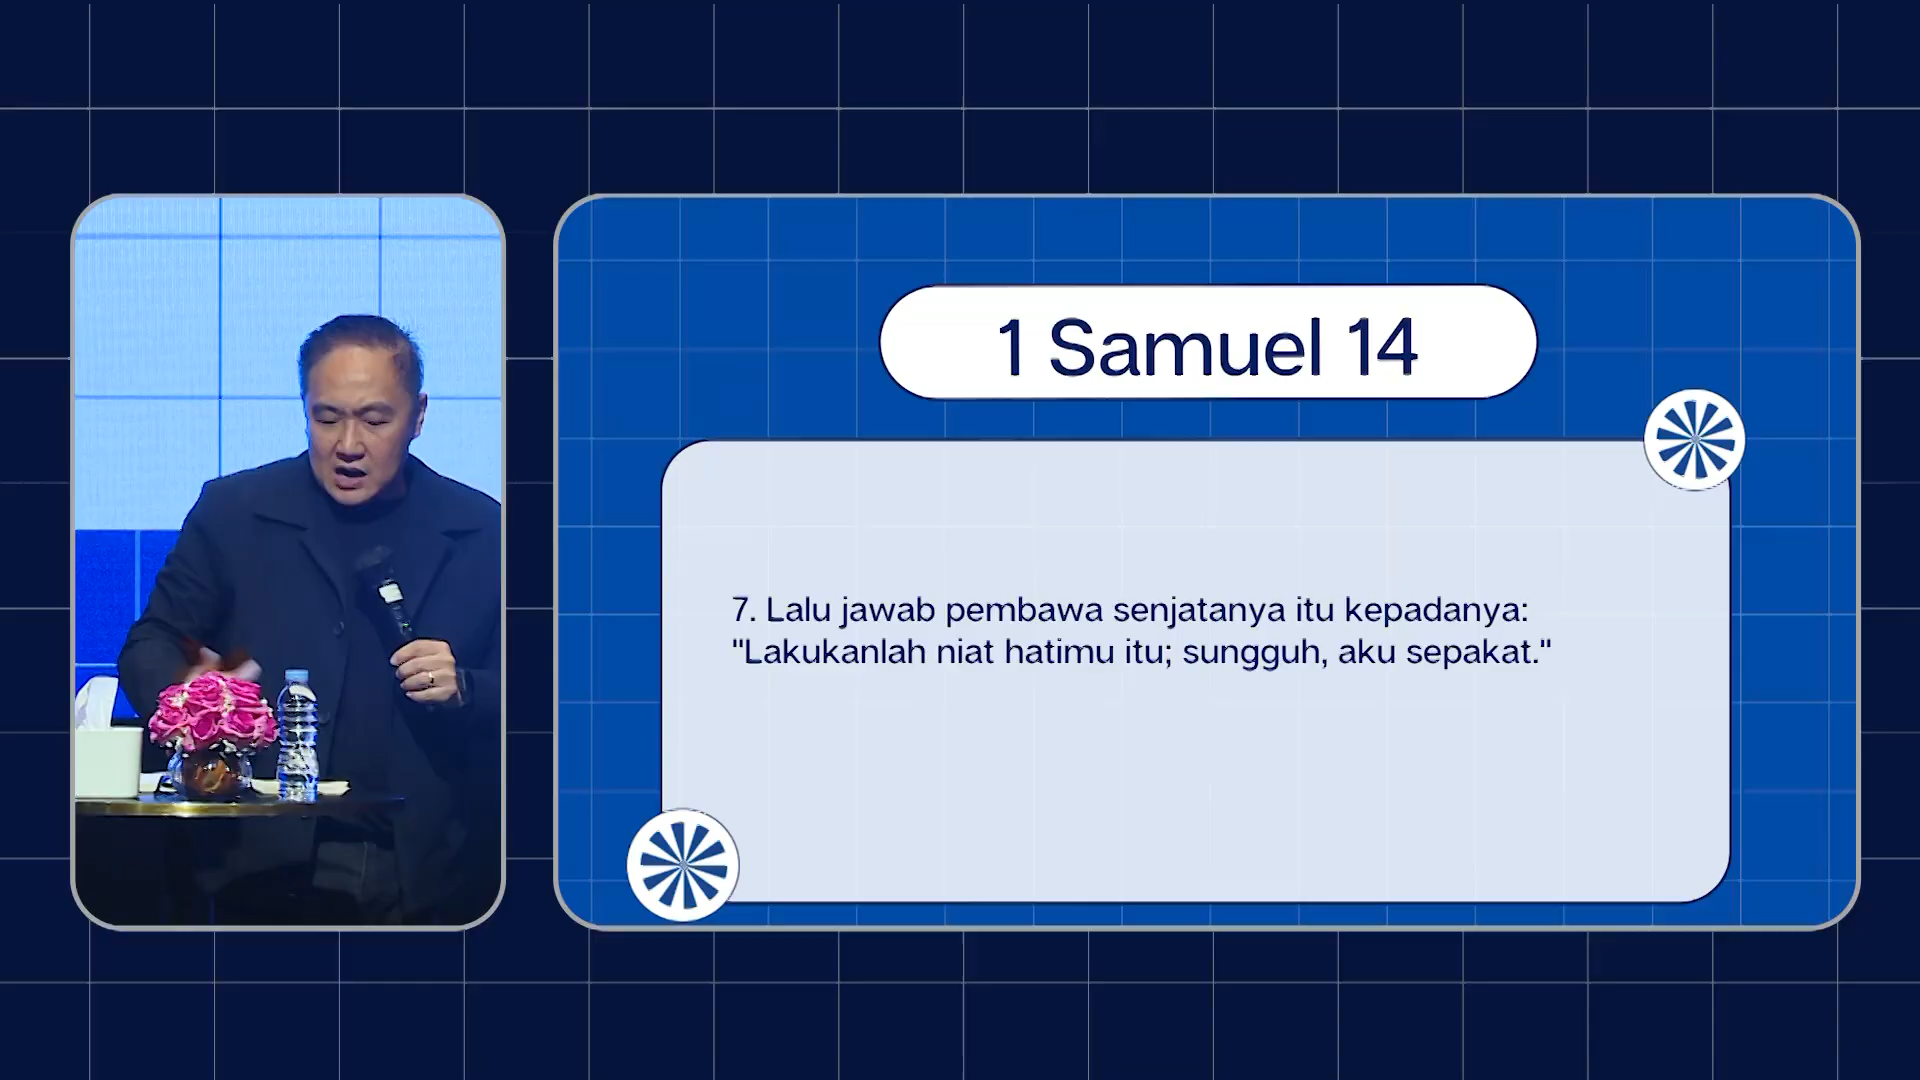 1 Samuel 14
7. Lalu jawab pembawa senjatanya itu kepadanya:
"Lakukanlah niat hatimu itu; sungguh, aku sepakat."